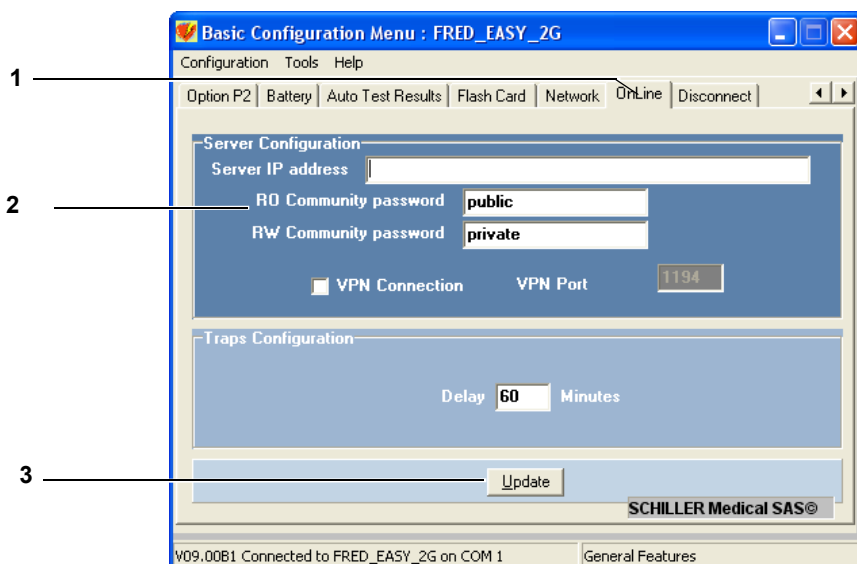 Basic Configuration Menu : FRED_EASY_2G
Configuration Tools Help
1
Option P2 Battery Auto Test Results Flash Card Network OnLine Disconnect
Server Configuration
Server IP address
2
RO Community password public
RW Community password private
VPN Connection VPN Port 1194
Traps Configuration
Delay 60 Minutes
3
Update
SCHILLER Medical SAS©
V09.00B1 Connected to FRED_EASY_2G on COM 1 General Features